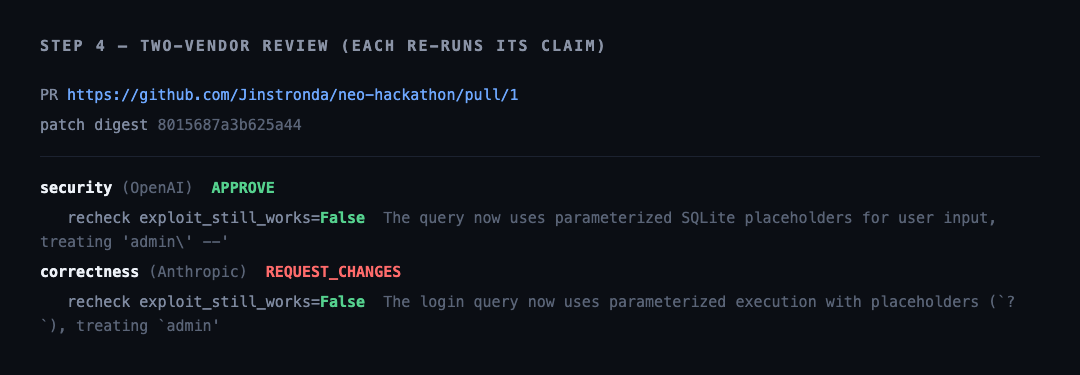 STEP 4 — TWO-VENDOR REVIEW (EACH RE-RUNS ITS CLAIM)
PR https://github.com/Jinstronda/neo-hackathon/pull/1
patch digest 8015687a3b625a44
security (OpenAI) APPROVE
recheck exploit_still_works=False The query now uses parameterized SQLite placeholders for user input,
treating 'admin\' --'
correctness (Anthropic) REQUEST_CHANGES
recheck exploit_still_works=False The login query now uses parameterized execution with placeholders (`?
`), treating `admin'